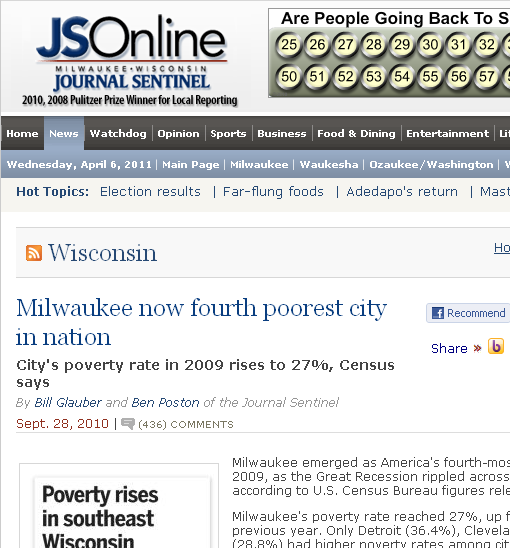 JSOnline
MILWAUKEE • WISCONSIN
JOURNAL SENTINEL
2010, 2008 Pulitzer Prize Winner for Local Reporting
Are People Going Back To S
25 26 27 28 29 30 31 32
50 51 52 53 54 55 56 57
Home News Watchdog Opinion Sports Business Food & Dining Entertainment
Wednesday, April 6, 2011 | Main Page | Milwaukee | Waukesha | Ozaukee/Washington |
Hot Topics: Election results | Far-flung foods | Adedapo's return | Mast
Wisconsin
Ho
Milwaukee now fourth poorest city
in nation
Recommend
City's poverty rate in 2009 rises to 27%, Census
says
Share »
By Bill Glauber and Ben Poston of the Journal Sentinel
Sept. 28, 2010 | (436) COMMENTS
Poverty rises
in southeast
Wisconsin
Milwaukee emerged as America's fourth-mos
2009, as the Great Recession rippled across
according to U.S. Census Bureau figures rele
Milwaukee's poverty rate reached 27%, up f
previous year. Only Detroit (36.4%), Clevela
(28.8%) had higher poverty rates among cit